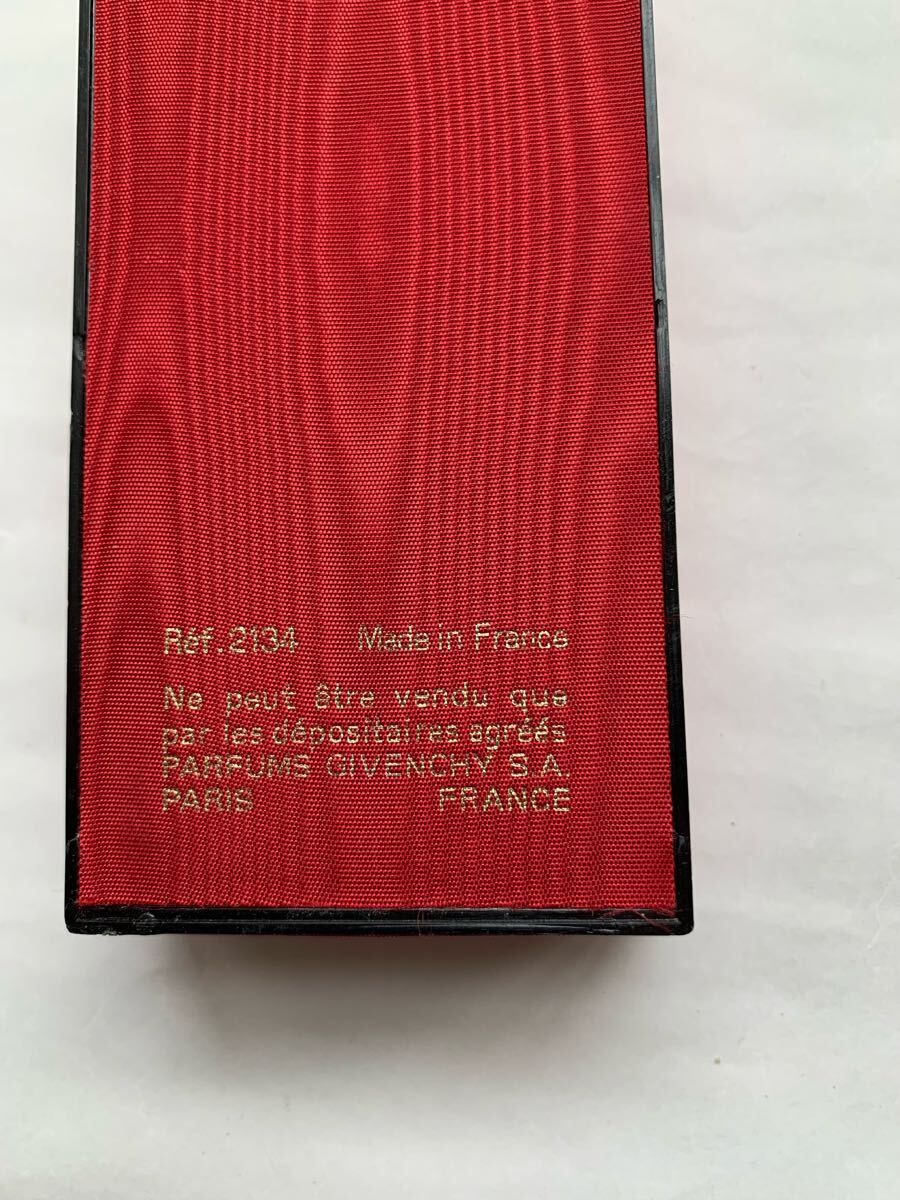 Réf.2134 Made in France
Ne peut être vendu que
par les dépositaires agréés
PARFUMS GIVENCHY S.A.
PARIS FRANCE